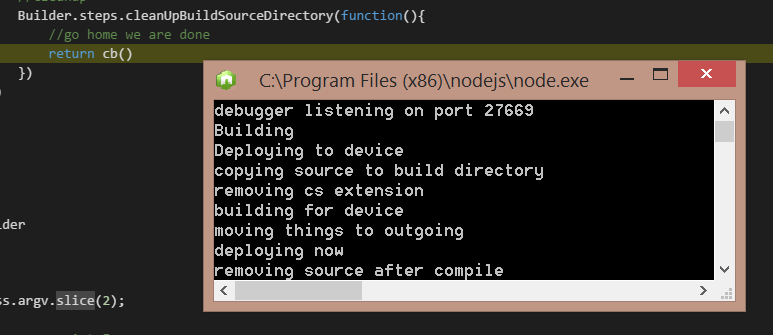 Builder.steps.cleanUpBuildSourceDirectory(function(){
//go home we are done
return cb()
})
C:\Program Files (x86)\nodejs\node.exe
debugger listening on port 27669
Building
Deploying to device
copying source to build directory
removing cs extension
building for device
moving things to outgoing
deploying now
removing source after compile
lder
ss.argv.slice(2);